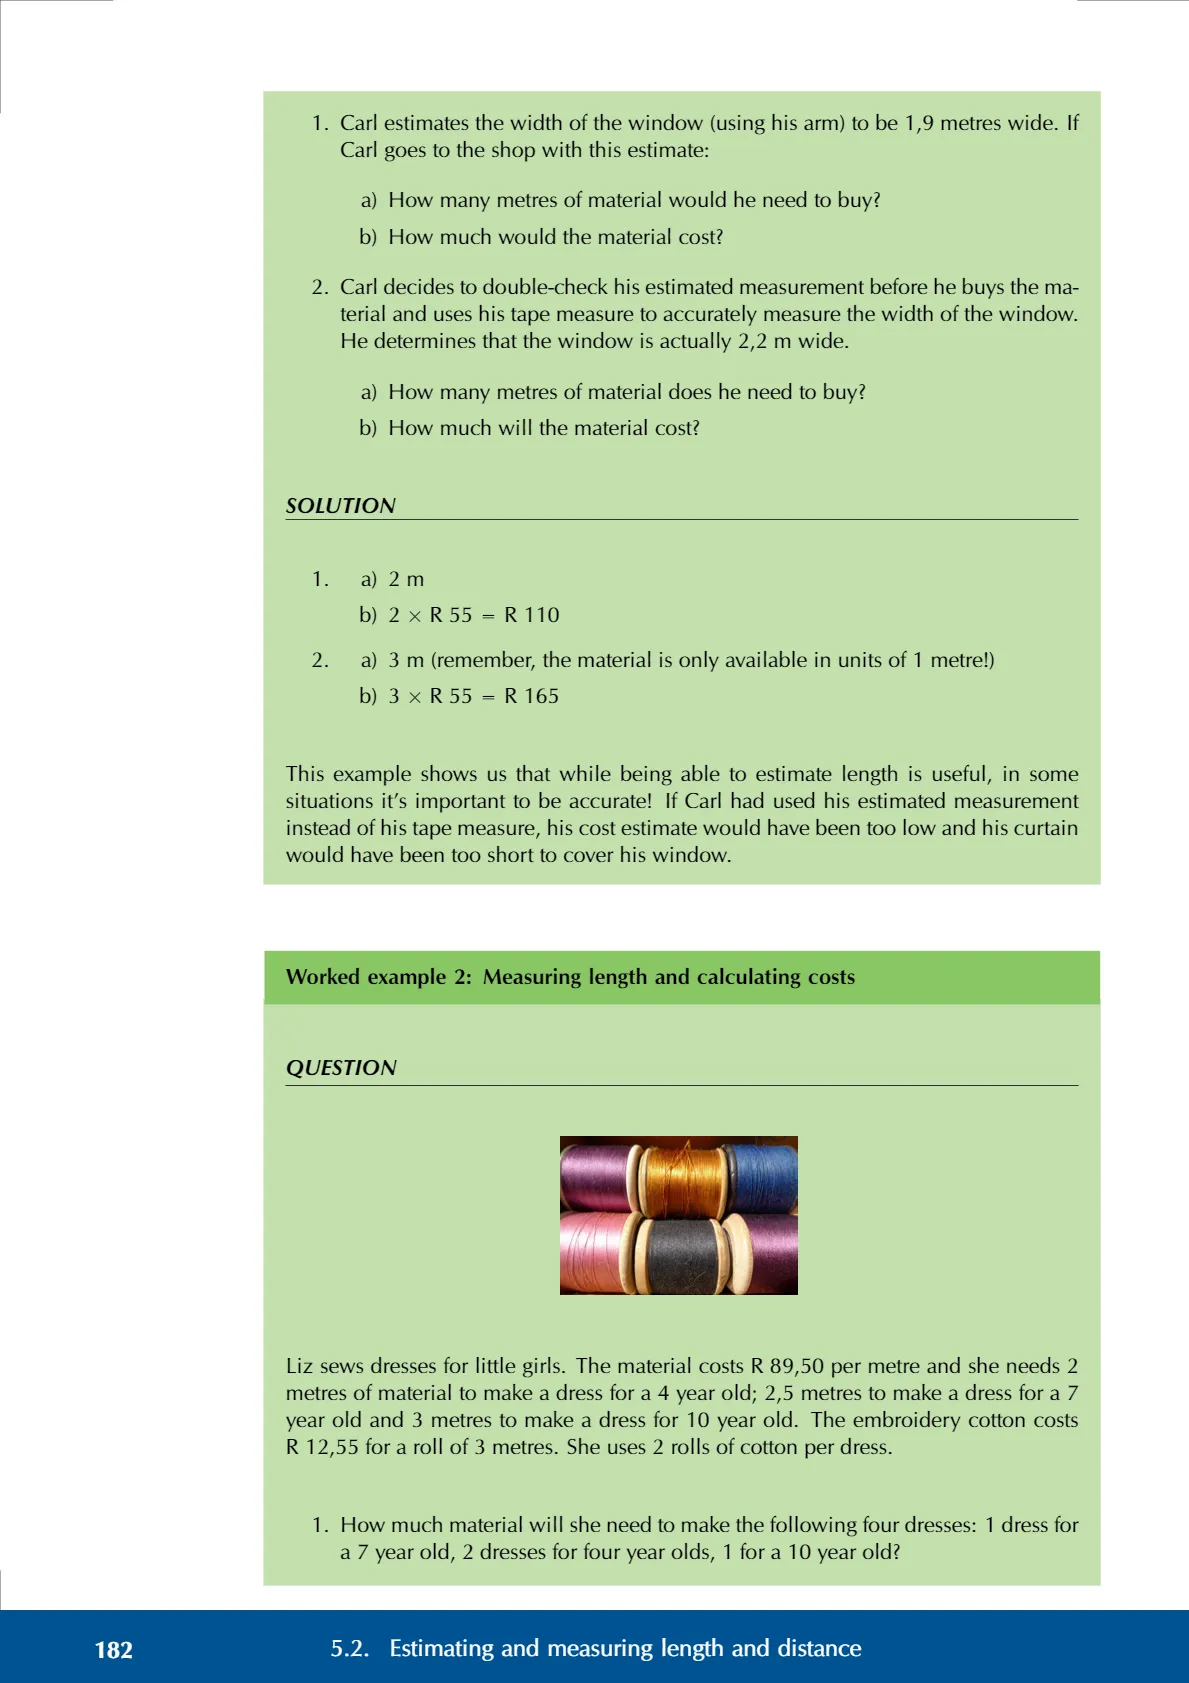 1. Carl estimates the width of the window (using his arm) to be 1,9 metres wide. If
Carl goes to the shop with this estimate:
a) How many metres of material would he need to buy?
b) How much would the material cost?
2. Carl decides to double-check his estimated measurement before he buys the ma-
terial and uses his tape measure to accurately measure the width of the window.
He determines that the window is actually 2,2 m wide.
a) How many metres of material does he need to buy?
b) How much will the material cost?
SOLUTION
1. a) 2 m
b) 2 × R 55 = R 110
2. a) 3 m (remember, the material is only available in units of 1 metre!)
b) 3 × R 55 = R 165
This example shows us that while being able to estimate length is useful, in some
situations it's important to be accurate! If Carl had used his estimated measurement
instead of his tape measure, his cost estimate would have been too low and his curtain
would have been too short to cover his window.
Worked example 2: Measuring length and calculating costs
QUESTION
Liz sews dresses for little girls. The material costs R 89,50 per metre and she needs 2
metres of material to make a dress for a 4 year old; 2,5 metres to make a dress for a 7
year old and 3 metres to make a dress for 10 year old. The embroidery cotton costs
R 12,55 for a roll of 3 metres. She uses 2 rolls of cotton per dress.
1. How much material will she need to make the following four dresses: 1 dress for
a 7 year old, 2 dresses for four year olds, 1 for a 10 year old?
182 5.2. Estimating and measuring length and distance